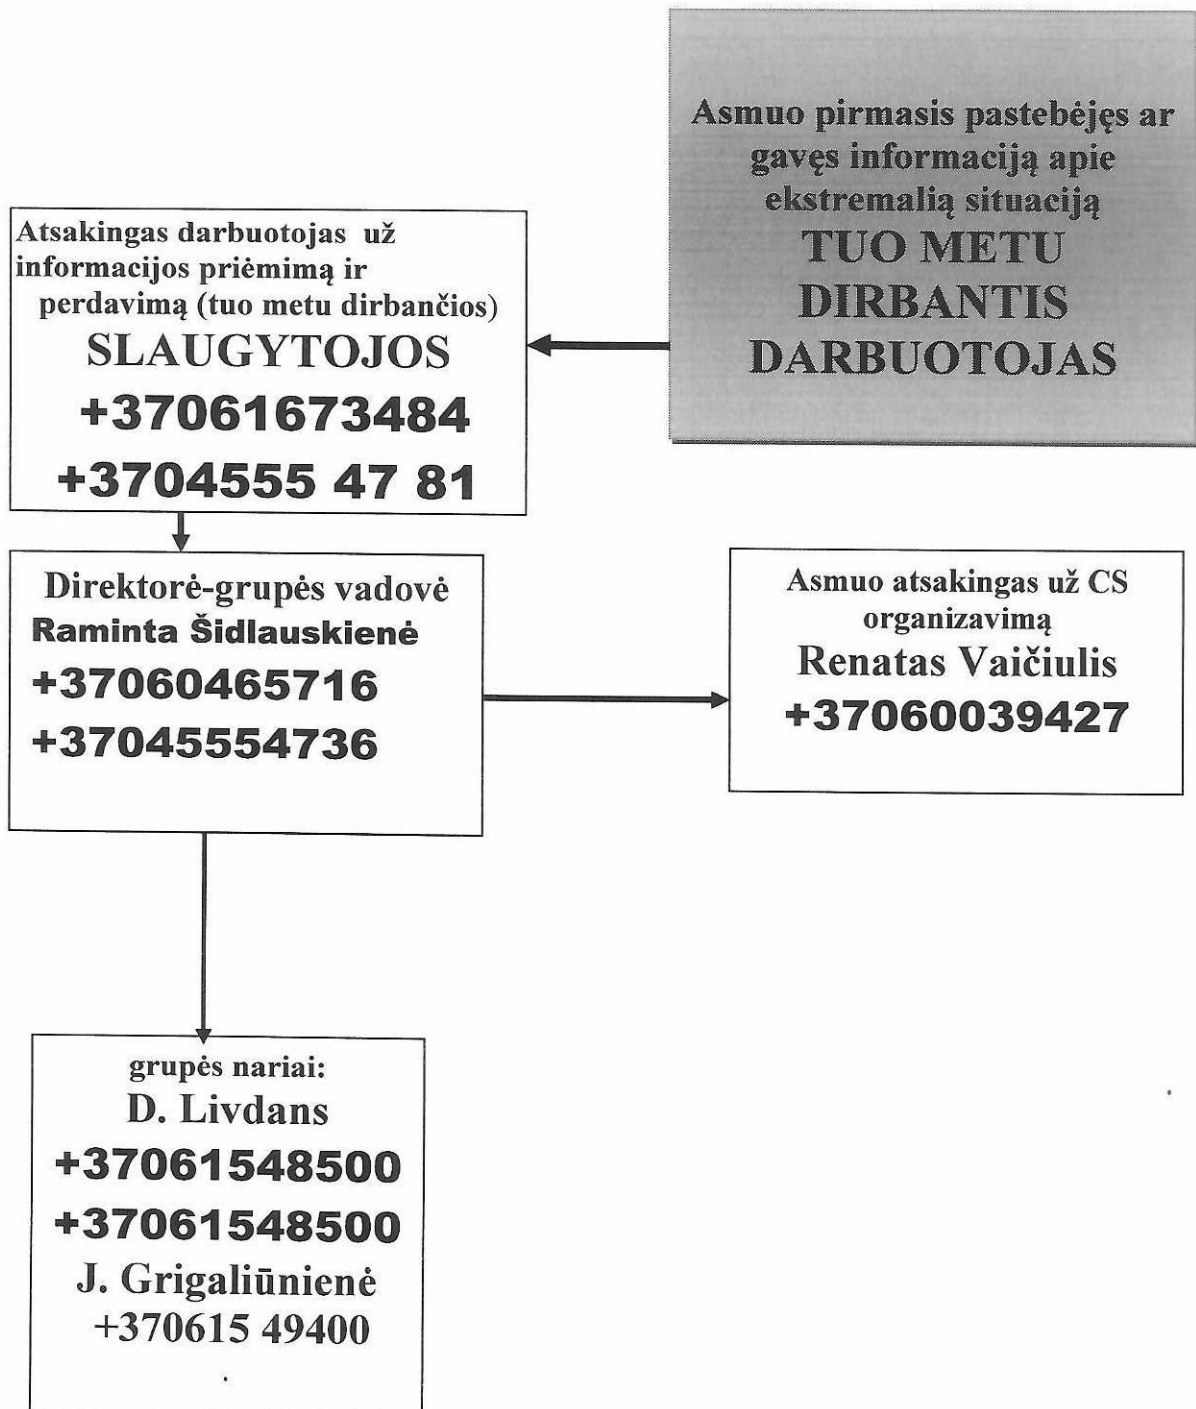 Asmuo pirmasis pastebėjęs ar
gavęs informaciją apie
ekstremalią situaciją
TUO METU
DIRBANTIS
DARBUOTOJAS
Atsakingas darbuotojas už
informacijos priėmimą ir
perdavimą (tuo metu dirbančios)
SLAUGYTOJOS
+37061673484
+3704555 47 81
Direktorė-grupės vadovė
Raminta Šidlauskienė
+37060465716
+37045554736
Asmuo atsakingas už CS
organizavimą
Renatas Vaičiulis
+37060039427
grupės nariai:
D. Livdans
+37061548500
+37061548500
J. Grigaliūnienė
+370615 49400